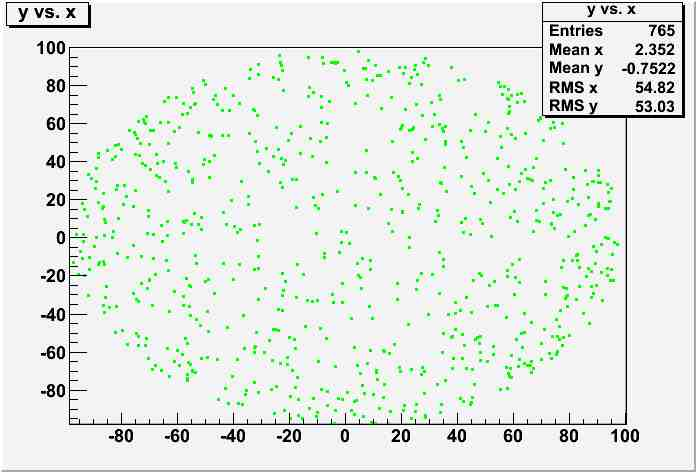 y vs. x
y vs. x
Entries 765
Mean x 2.352
Mean y -0.7522
RMS x 54.82
RMS y 53.03
100
80
60
40
20
0
-20
-40
-60
-80
-80 -60 -40 -20 0 20 40 60 80 100